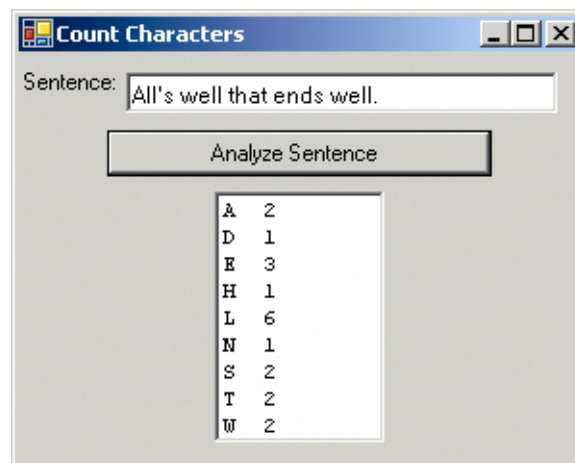 Count Characters
Sentence: All's well that ends well.
Analyze Sentence
A 2
D 1
E 3
H 1
L 6
N 1
S 2
T 2
W 2